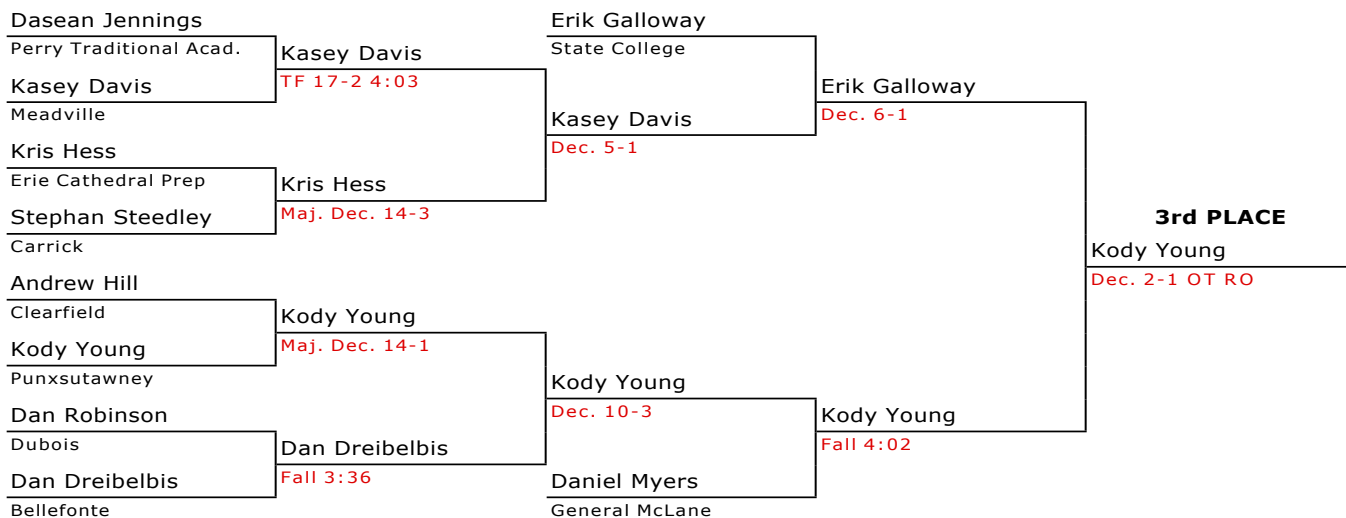 Dasean Jennings
Perry Traditional Acad.
Kasey Davis
Meadville
Kris Hess
Erie Cathedral Prep
Stephan Steedley
Carrick
Andrew Hill
Clearfield
Kody Young
Punxsutawney
Dan Robinson
Dubois
Dan Dreibelbis
Bellefonte
Kasey Davis
TF 17-2 4:03
Kris Hess
Maj. Dec. 14-3
Kody Young
Maj. Dec. 14-1
Dan Dreibelbis
Fall 3:36
Erik Galloway
State College
Kasey Davis
Dec. 5-1
Kody Young
Dec. 10-3
Daniel Myers
General McLane
Erik Galloway
Dec. 6-1
Kody Young
Fall 4:02
3rd PLACE
Kody Young
Dec. 2-1 OT RO